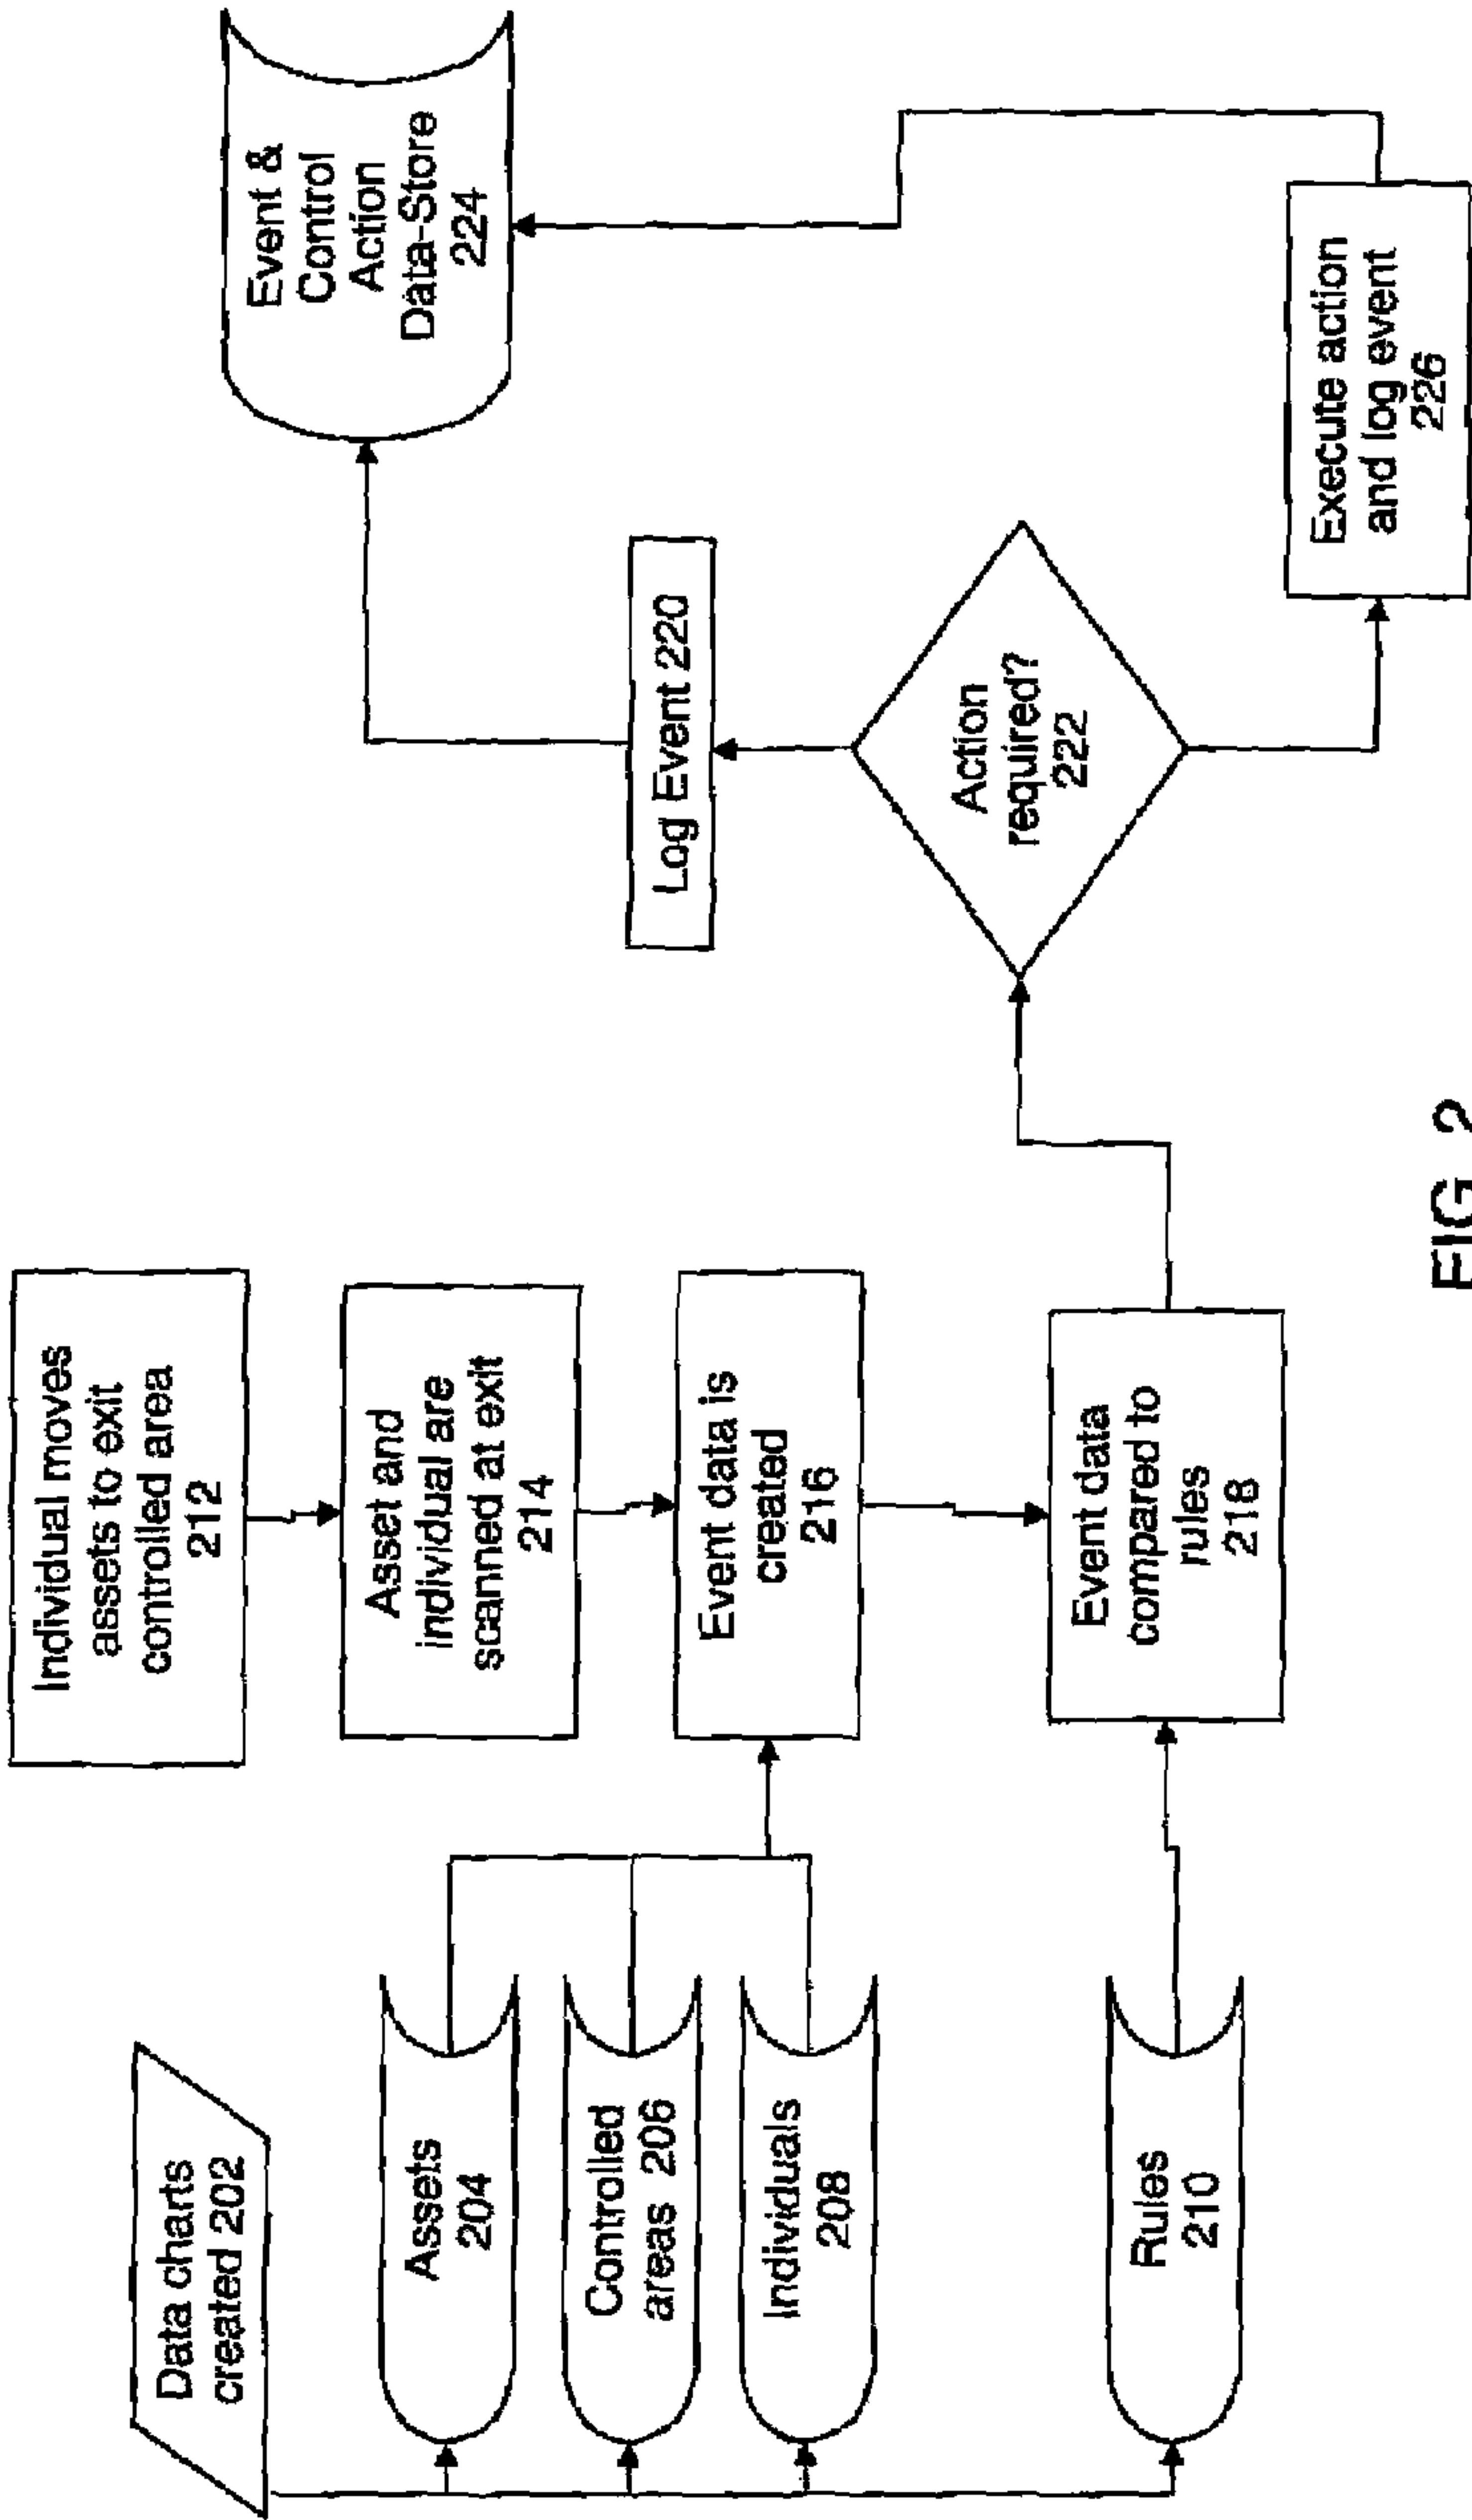 Data charts
created 202
Assets
204
Controlled
areas 206
Individuals
208
Rules
210
Individual moves
assets to exit
controlled area
212
Asset and
individual are
scanned at exit
214
Event data is
created
216
Event data
compared to
rules
218
Log Event 220
Action
required?
222
Event &
Control
Action
Data-Store
224
Execute action
and log event
226
FIG. 2